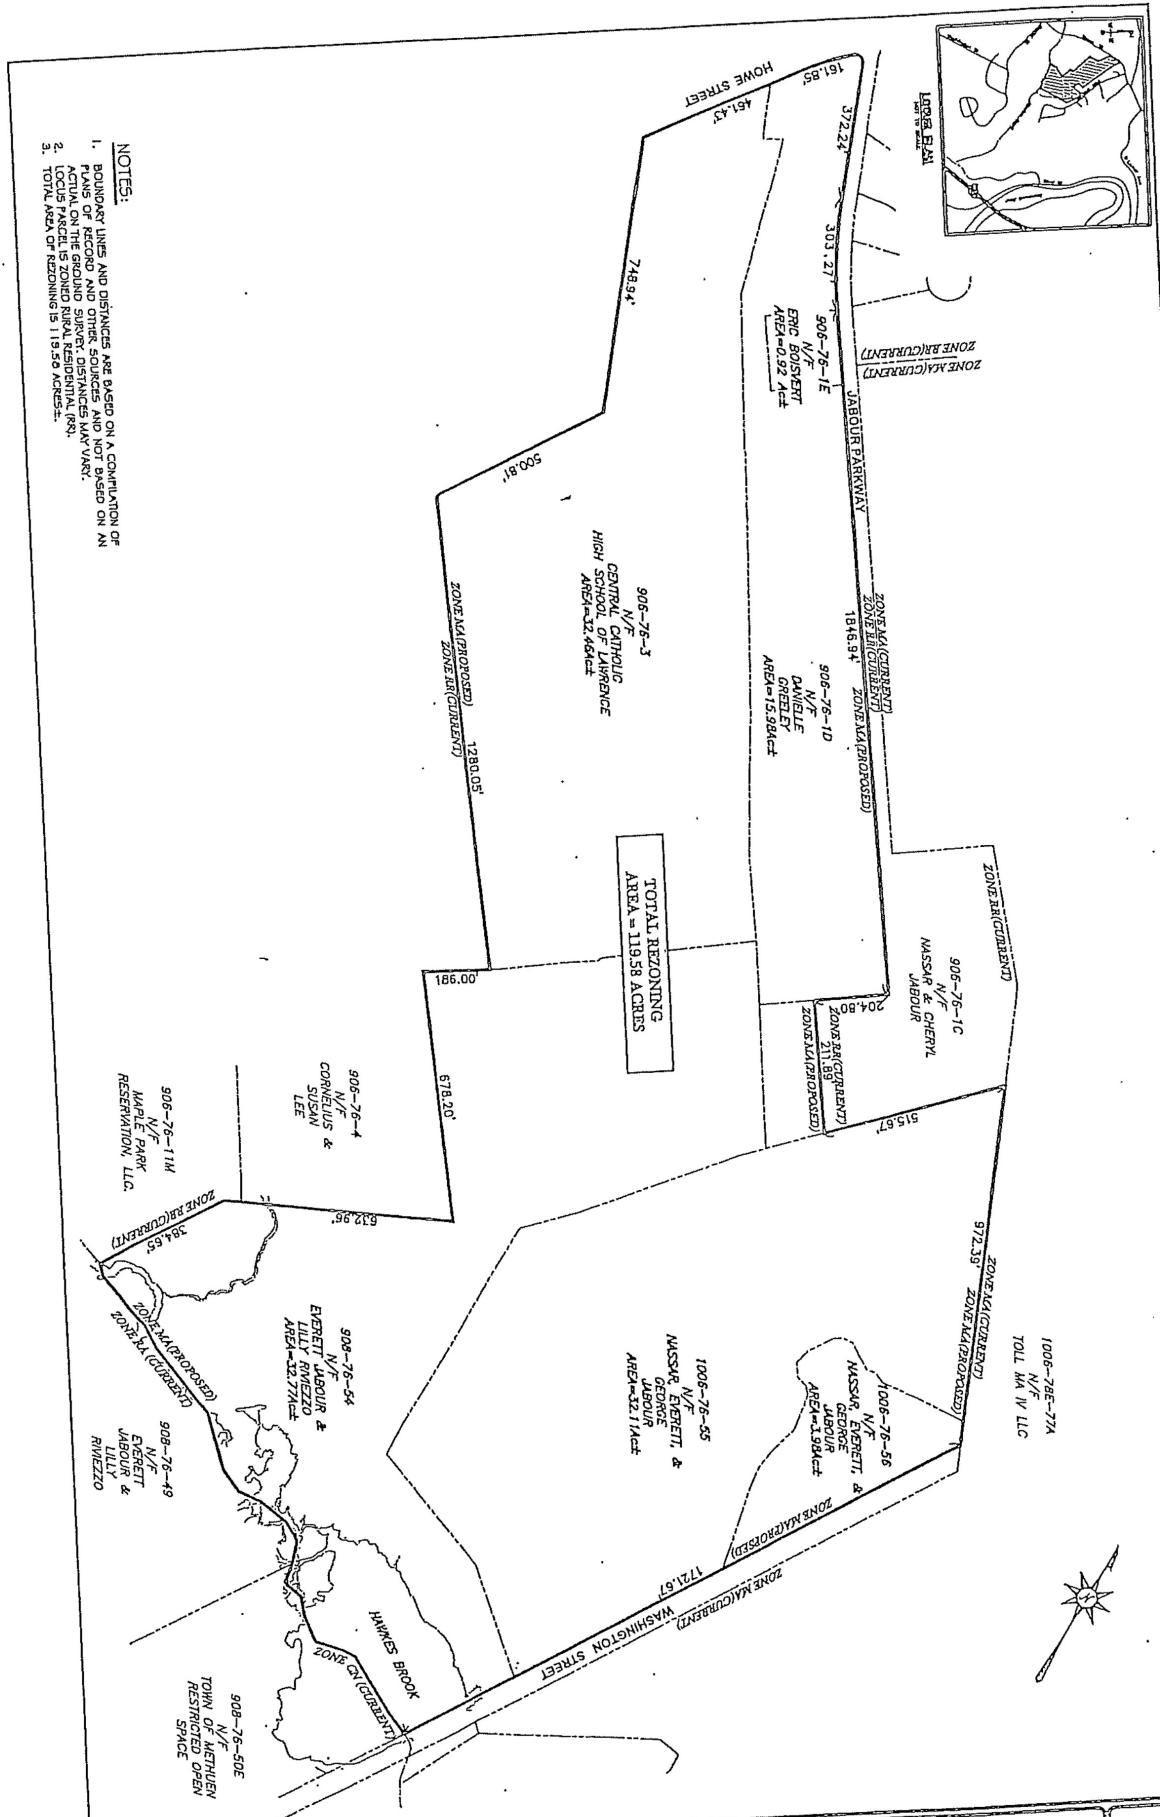 LOCUS PLAN
NOT TO SCALE
HOWE STREET
161.85'
461.43'
372.24'
303.27'
748.94'
500.81'
906-76-1E
N/F
ERIC BOISVERT
AREA=0.92 Ac±
ZONE RR(CURRENT)
ZONE MA(CURRENT)
JABOUR PARKWAY
ZONE MA(CURRENT)
ZONE RR(CURRENT)
1846.94'
ZONE MA(PROPOSED)
906-76-1D
N/F
DANIELLE
GREELEY
AREA=15.98Ac±
906-76-3
N/F
CENTRAL CATHOLIC
HIGH SCHOOL OF LAWRENCE
AREA=32.46Ac±
ZONE MA(PROPOSED)
ZONE RR(CURRENT)
1280.05'
TOTAL REZONING
AREA = 119.58 ACRES
ZONE RR(CURRENT)
906-76-1C
N/F
NASSAR & CHERYL
JABOUR
204.80'
ZONE RR(CURRENT)
211.89'
ZONE MA(PROPOSED)
515.67'
186.00'
678.20'
906-76-4
N/F
CORNELIUS &
SUSAN
LEE
632.96'
906-76-11M
N/F
MAPLE PARK
RESERVATION, LLC.
ZONE RR(CURRENT)
384.65'
972.39'
ZONE MA(CURRENT)
ZONE MA(PROPOSED)
1006-78E-77A
N/F
TOLL MA IV LLC
1006-76-56
N/F
NASSAR, EVERETT, &
GEORGE
JABOUR
AREA=3.98Ac±
1006-76-55
N/F
NASSAR, EVERETT, &
GEORGE
JABOUR
AREA=32.11Ac±
908-76-54
N/F
EVERETT JABOUR &
LILLY RIVIEZZO
AREA=32.77Ac±
ZONE MA(PROPOSED)
ZONE RA (CURRENT)
908-76-49
N/F
EVERETT
JABOUR &
LILLY
RIVIEZZO
ZONE MA(PROPOSED)
1721.67'
ZONE MA(CURRENT)
WASHINGTON STREET
HAWKES BROOK
ZONE CN(CURRENT)
908-76-50E
N/F
TOWN OF METHUEN
RESTRICTED OPEN
SPACE
NOTES:
1. BOUNDARY LINES AND DISTANCES ARE BASED ON A COMPILATION OF
PLANS OF RECORD AND OTHER SOURCES AND NOT BASED ON AN
ACTUAL ON THE GROUND SURVEY. DISTANCES MAY VARY.
2. LOCUS PARCEL IS ZONED RURAL RESIDENTIAL (RR).
3. TOTAL AREA OF REZONING IS 119.58 ACRES±.